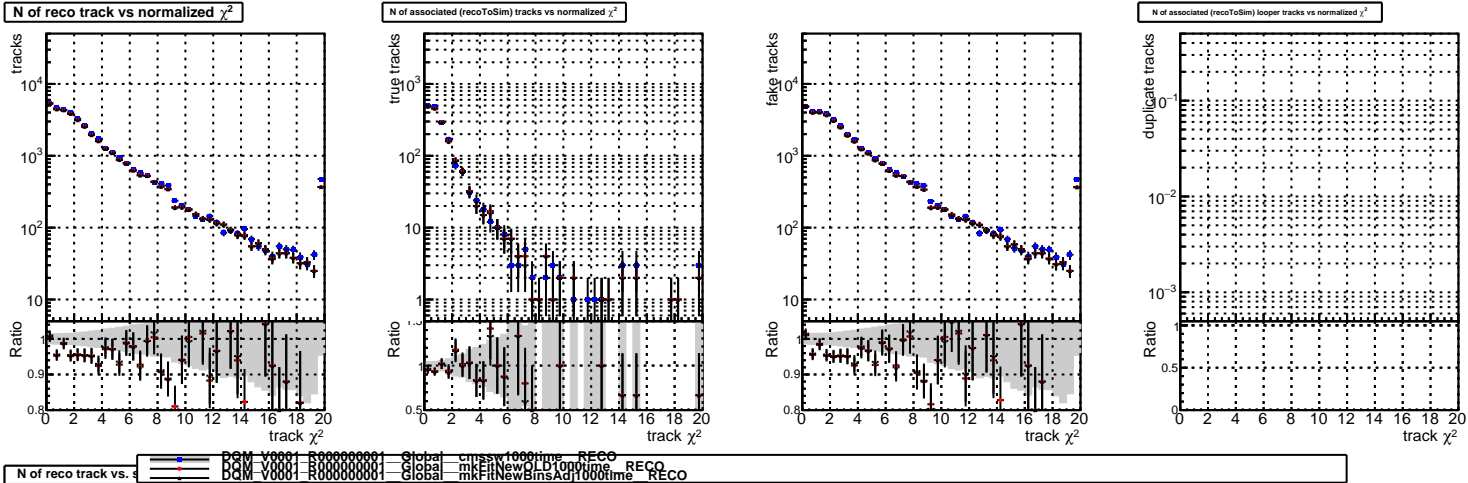 N of reco track vs normalized χ²
N of associated (recoToSim) tracks vs normalized χ²
N of associated (recoToSim) looper tracks vs normalized χ²
tracks
10⁴
10³
10²
10
Ratio
1
0.9
0.8
0 2 4 6 8 10 12 14 16 18 20
track χ²
true tracks
10³
10²
10
1
Ratio
1.5
1
0.5
0 2 4 6 8 10 12 14 16 18 20
track χ²
fake tracks
10⁴
10³
10²
10
Ratio
1
0.9
0.8
0 2 4 6 8 10 12 14 16 18 20
track χ²
duplicate tracks
10⁻¹
10⁻²
10⁻³
Ratio
1
0.5
0
0 2 4 6 8 10 12 14 16 18 20
track χ²
DQM_V0001_R000000001__Global__cmssw1000time__RECO
DQM_V0001_R000000001__Global__mkFitNewOLD1000time__RECO
DQM_V0001_R000000001__Global__mkFitNewBinsAdj1000time__RECO
N of reco track vs. s